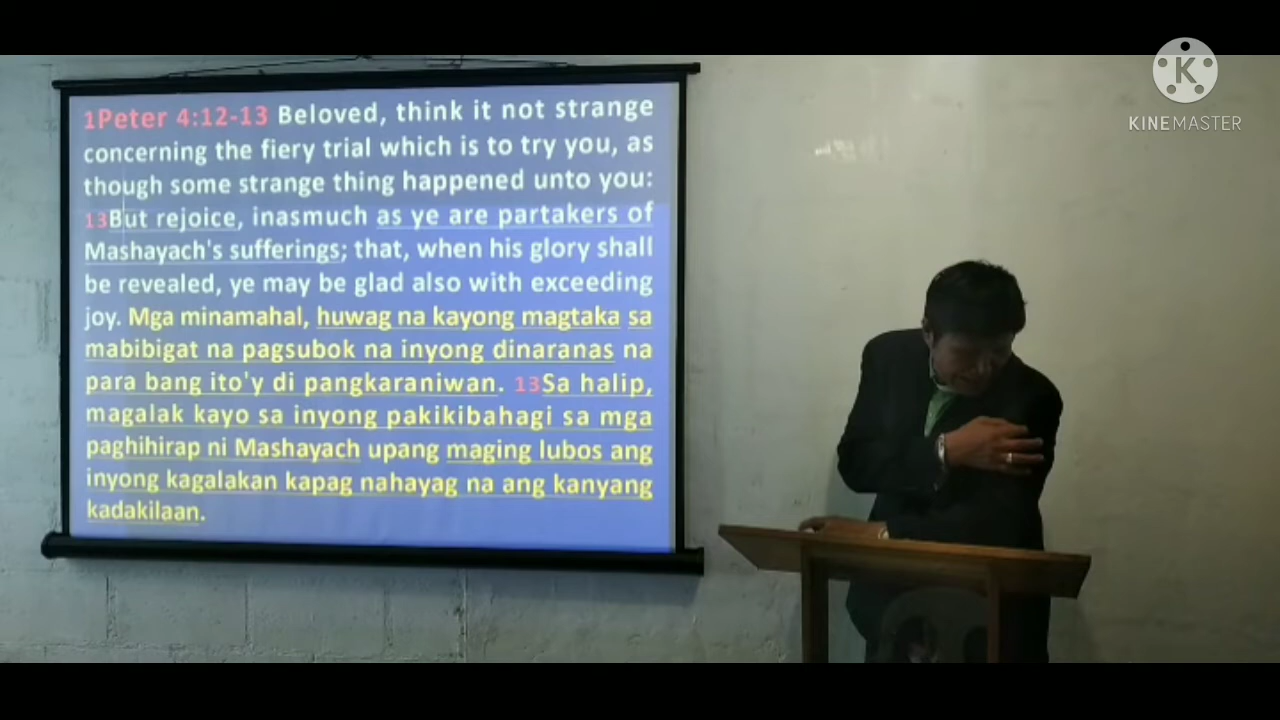 1Peter 4:12-13 Beloved, think it not strange
concerning the fiery trial which is to try you, as
though some strange thing happened unto you:
13But rejoice, inasmuch as ye are partakers of
Mashayach's sufferings; that, when his glory shall
be revealed, ye may be glad also with exceeding
joy. Mga minamahal, huwag na kayong magtaka sa
mabibigat na pagsubok na inyong dinaranas na
para bang ito'y di pangkaraniwan. 13Sa halip,
magalak kayo sa inyong pakikibahagi sa mga
paghihirap ni Mashayach upang maging lubos ang
inyong kagalakan kapag nahayag na ang kanyang
kadakilaan.
K
KINEMASTER